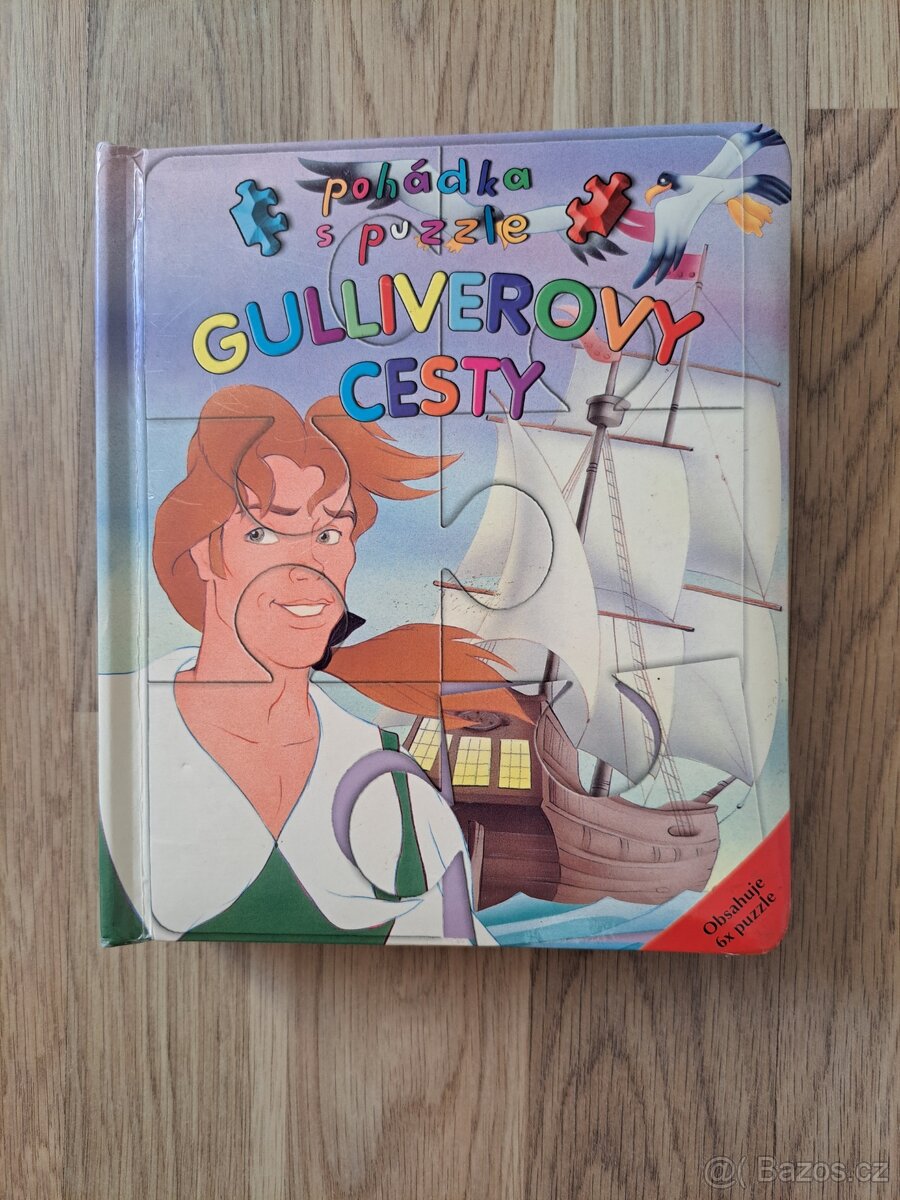 pohádka
s puzzle
GULLIVEROVY
CESTY
Obsahuje
6x puzzle
@( Bazos.cz